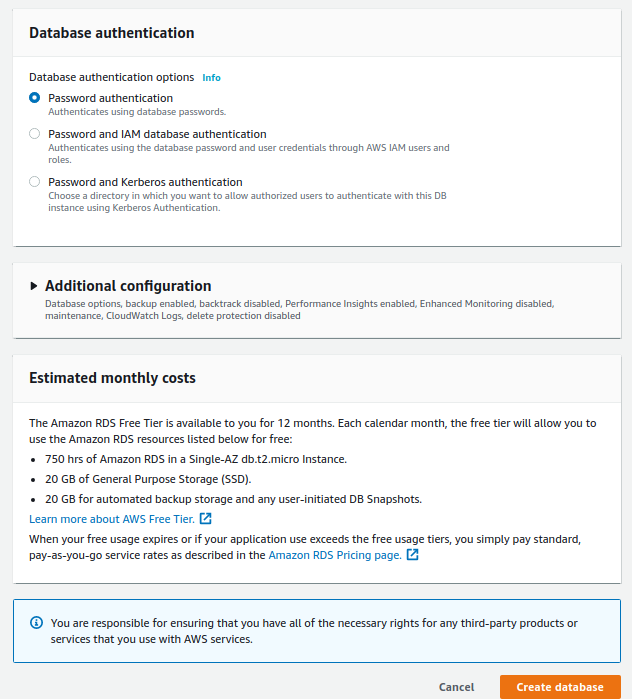 Database authentication
Database authentication options Info
Password authentication
Authenticates using database passwords.
Password and IAM database authentication
Authenticates using the database password and user credentials through AWS IAM users and
roles.
Password and Kerberos authentication
Choose a directory in which you want to allow authorized users to authenticate with this DB
instance using Kerberos Authentication.
Additional configuration
Database options, backup enabled, backtrack disabled, Performance Insights enabled, Enhanced Monitoring disabled,
maintenance, CloudWatch Logs, delete protection disabled
Estimated monthly costs
The Amazon RDS Free Tier is available to you for 12 months. Each calendar month, the free tier will allow you to
use the Amazon RDS resources listed below for free:
• 750 hrs of Amazon RDS in a Single-AZ db.t2.micro Instance.
• 20 GB of General Purpose Storage (SSD).
• 20 GB for automated backup storage and any user-initiated DB Snapshots.
Learn more about AWS Free Tier.
When your free usage expires or if your application use exceeds the free usage tiers, you simply pay standard,
pay-as-you-go service rates as described in the Amazon RDS Pricing page.
You are responsible for ensuring that you have all of the necessary rights for any third-party products or
services that you use with AWS services.
Cancel Create database